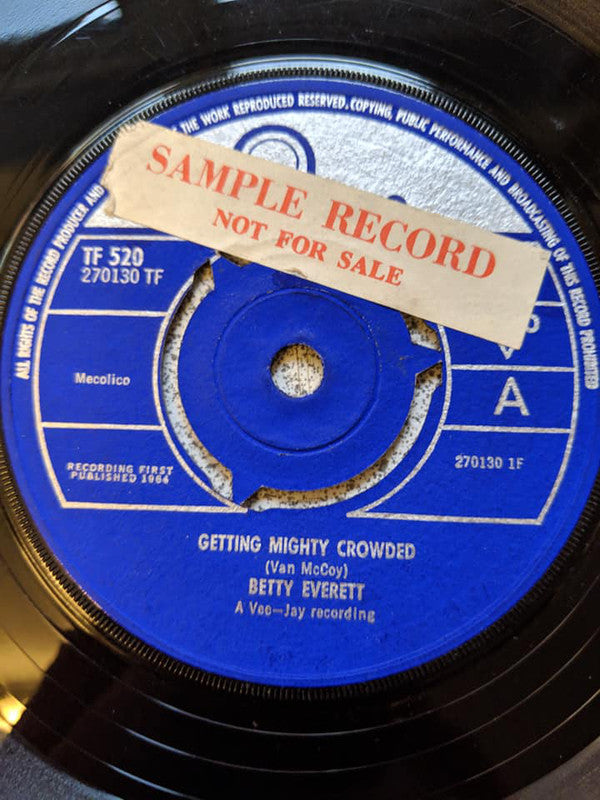 ALL RIGHTS OF THE RECORD PRODUCER AND
OF THE WORK REPRODUCED RESERVED. COPYING, PUBLIC PERFORMANCE AND BROADCASTING OF THIS RECORD PROHIBITED
SAMPLE RECORD
NOT FOR SALE
TF 520
270130 TF
Mecolico
A
RECORDING FIRST
PUBLISHED 1964
270130 1F
GETTING MIGHTY CROWDED
(Van McCoy)
BETTY EVERETT
A Vee-Jay recording